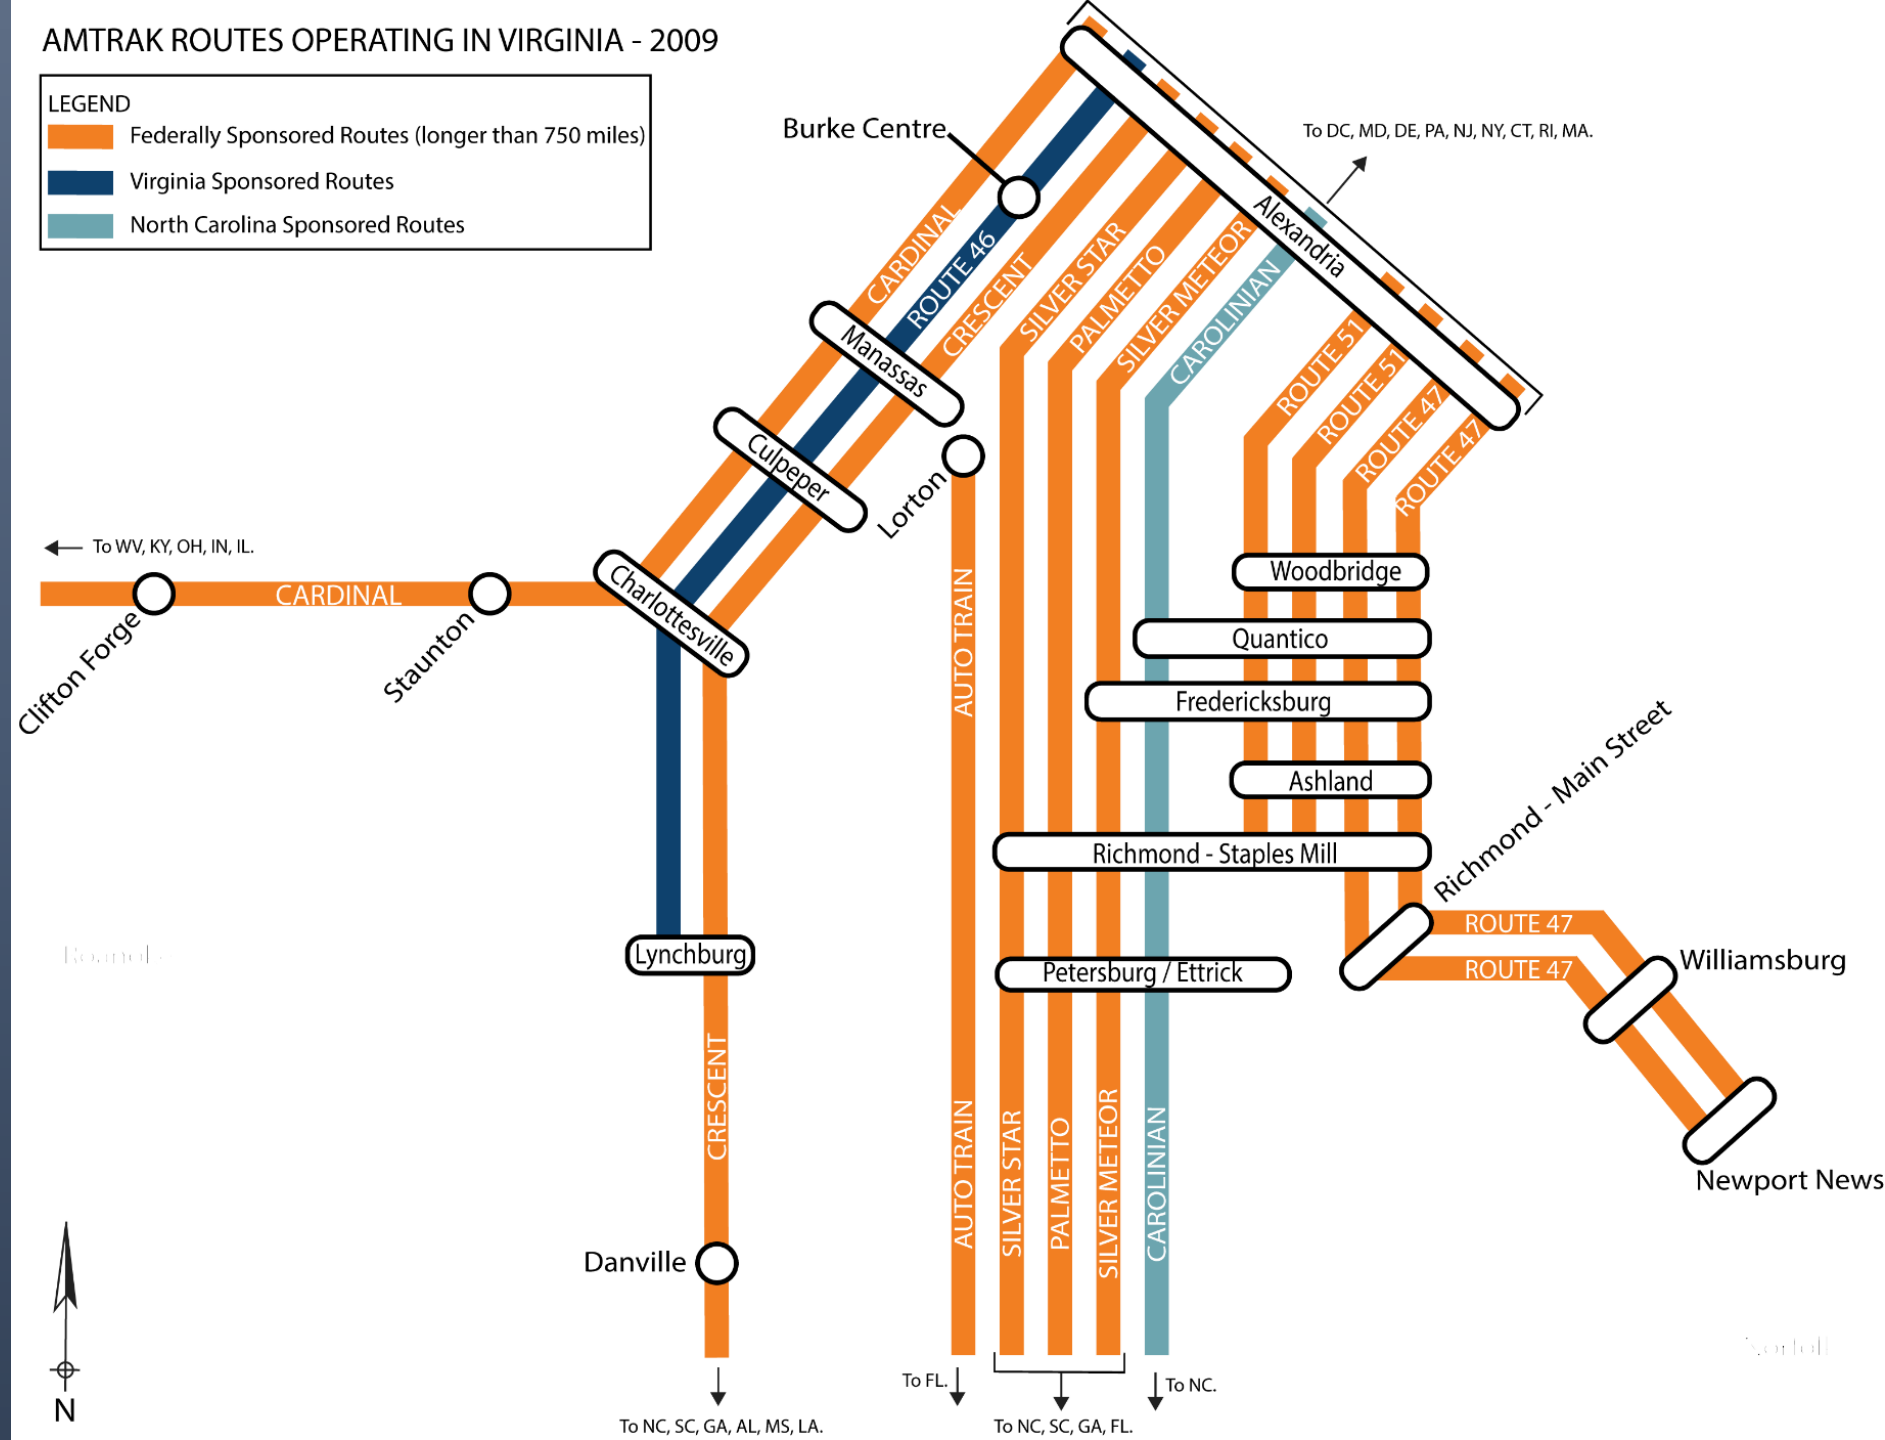 AMTRAK ROUTES OPERATING IN VIRGINIA - 2009
LEGEND
Federally Sponsored Routes (longer than 750 miles)
Virginia Sponsored Routes
North Carolina Sponsored Routes
Burke Centre
To DC, MD, DE, PA, NJ, NY, CT, RI, MA.
Alexandria
CARDINAL
ROUTE 46
CRESCENT
SILVER STAR
PALMETTO
SILVER METEOR
CAROLINIAN
ROUTE 51
ROUTE 51
ROUTE 47
ROUTE 47
Manassas
Culpeper
Lorton
To WV, KY, OH, IN, IL.
CARDINAL
Clifton Forge
Staunton
Charlottesville
AUTO TRAIN
Woodbridge
Quantico
Fredericksburg
Ashland
Richmond - Staples Mill
Richmond - Main Street
ROUTE 47
ROUTE 47
Lynchburg
Petersburg / Ettrick
Williamsburg
Newport News
CRESCENT
AUTO TRAIN
SILVER STAR
PALMETTO
SILVER METEOR
CAROLINIAN
Danville
N
To NC, SC, GA, AL, MS, LA.
To FL.
To NC, SC, GA, FL.
To NC.